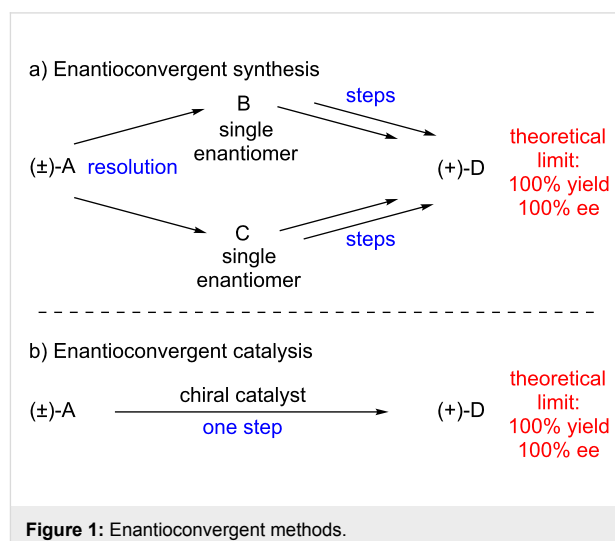 a) Enantioconvergent synthesis
B
single
enantiomer
steps
(±)-A
resolution
(+)-D
theoretical
limit:
100% yield
100% ee
C
single
enantiomer
steps
b) Enantioconvergent catalysis
(±)-A
chiral catalyst
one step
(+)-D
theoretical
limit:
100% yield
100% ee
Figure 1: Enantioconvergent methods.